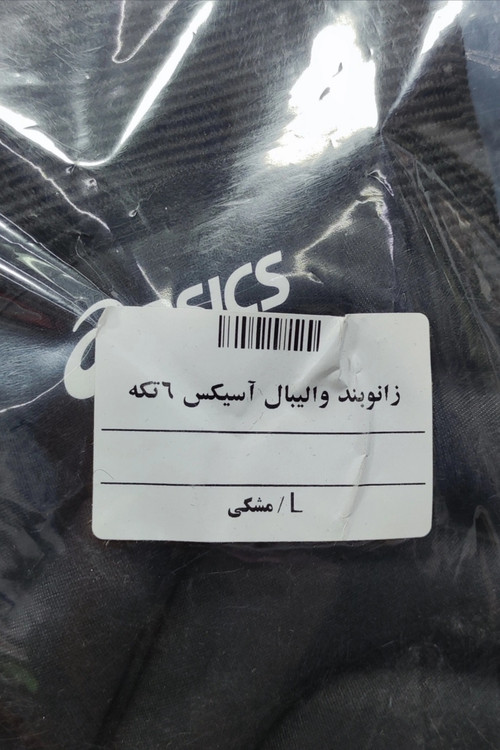 asics
زانوبند والیبال آسیکس ٦تکه
L / مشکی